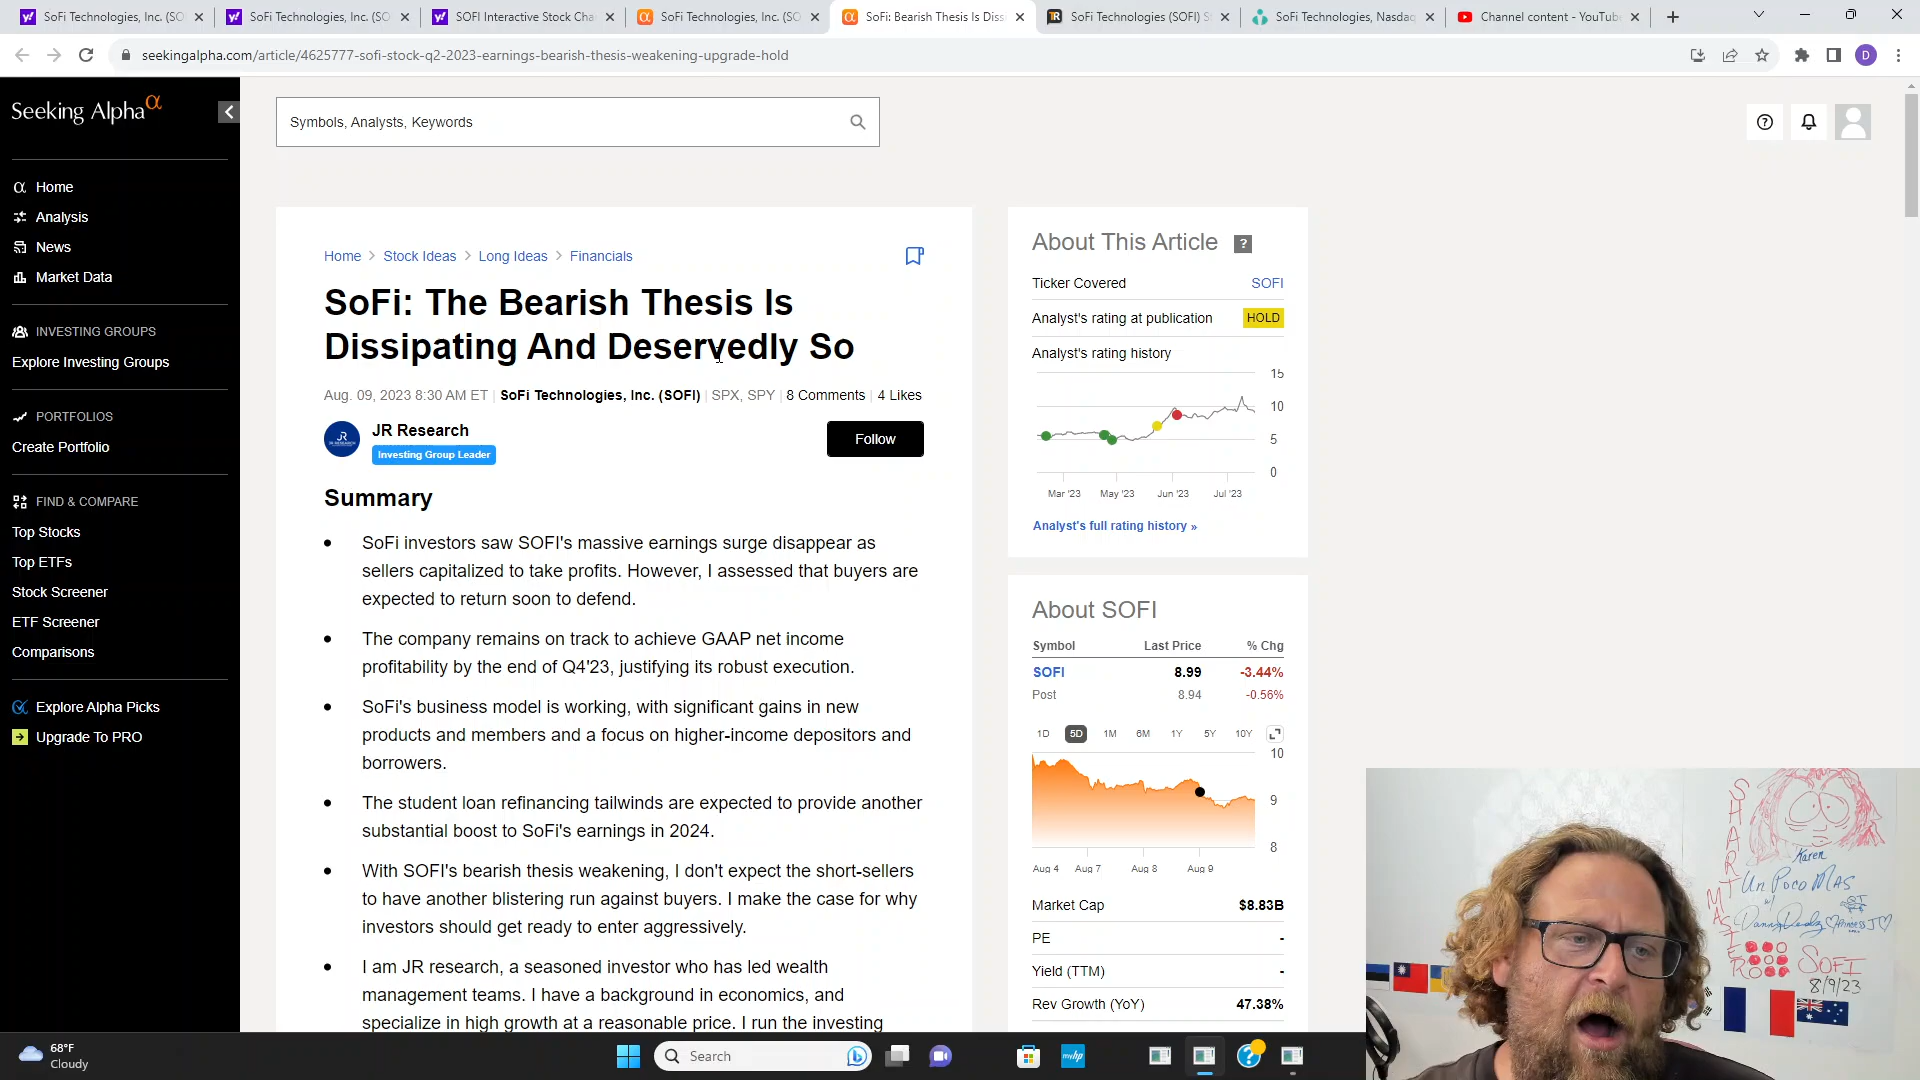 SoFi Technologies, Inc. (SO
SoFi Technologies, Inc. (SO
SOFI Interactive Stock Cha
SoFi Technologies, Inc. (SO
SoFi: Bearish Thesis Is Diss
SoFi Technologies (SOFI) S
SoFi Technologies, Nasdaq
Channel content - YouTube
seekingalpha.com/article/4625777-sofi-stock-q2-2023-earnings-bearish-thesis-weakening-upgrade-hold
D
Seeking Alpha α
Symbols, Analysts, Keywords
Home
Analysis
News
Market Data
INVESTING GROUPS
Explore Investing Groups
PORTFOLIOS
Create Portfolio
FIND & COMPARE
Top Stocks
Top ETFs
Stock Screener
ETF Screener
Comparisons
Explore Alpha Picks
Upgrade To PRO
Home > Stock Ideas > Long Ideas > Financials
SoFi: The Bearish Thesis Is
Dissipating And Deservedly So
Aug. 09, 2023 8:30 AM ET | SoFi Technologies, Inc. (SOFI) | SPX, SPY | 8 Comments | 4 Likes
JR Research
Investing Group Leader
Follow
Summary
• SoFi investors saw SOFI's massive earnings surge disappear as
sellers capitalized to take profits. However, I assessed that buyers are
expected to return soon to defend.
• The company remains on track to achieve GAAP net income
profitability by the end of Q4'23, justifying its robust execution.
• SoFi's business model is working, with significant gains in new
products and members and a focus on higher-income depositors and
borrowers.
• The student loan refinancing tailwinds are expected to provide another
substantial boost to SoFi's earnings in 2024.
• With SOFI's bearish thesis weakening, I don't expect the short-sellers
to have another blistering run against buyers. I make the case for why
investors should get ready to enter aggressively.
• I am JR research, a seasoned investor who has led wealth
management teams. I have a background in economics, and
specialize in high growth at a reasonable price. I run the investing
About This Article ?
Ticker Covered SOFI
Analyst's rating at publication HOLD
Analyst's rating history
15
10
5
0
Mar '23 May '23 Jun '23 Jul '23
Analyst's full rating history »
About SOFI
Symbol Last Price % Chg
SOFI 8.99 -3.44%
Post 8.94 -0.56%
1D 5D 1M 6M 1Y 5Y 10Y
10
9
8
Aug 4 Aug 7 Aug 8 Aug 9
Market Cap $8.83B
PE -
Yield (TTM) -
Rev Growth (YoY) 47.38%
SHART MASTER
Karen
Un Poco MAS
w/
SOFI
8/9/23
68°F
Cloudy
Search
myhp